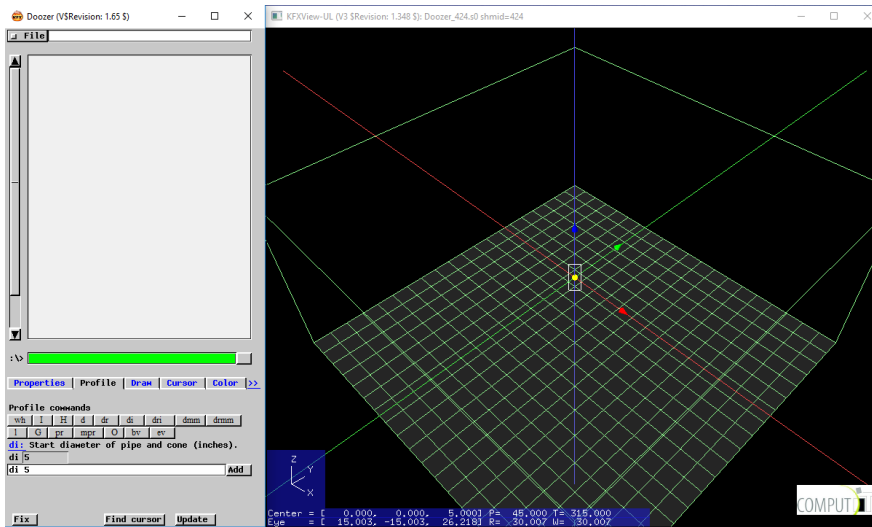 Doozer (V$Revision: 1.65 $)
File
:\>
Properties Profile Draw Cursor Color >>
Profile commands
wh I H d dr di dri dmm drmm
l G pr mpr O bv ev
di: Start diameter of pipe and cone (inches).
di 5
di 5 Add
Fix Find cursor Update
KFXView-UL (V3 $Revision: 1.348 $): Doozer_424.s0 shmid=424
Z
Y
X
Center = [ 0.000, 0.000, 5.000] P= 45.000 T= 315.000
Eye = [ 15.003, -15.003, 26.218] R= 30.007 W= 30.007
COMPUT